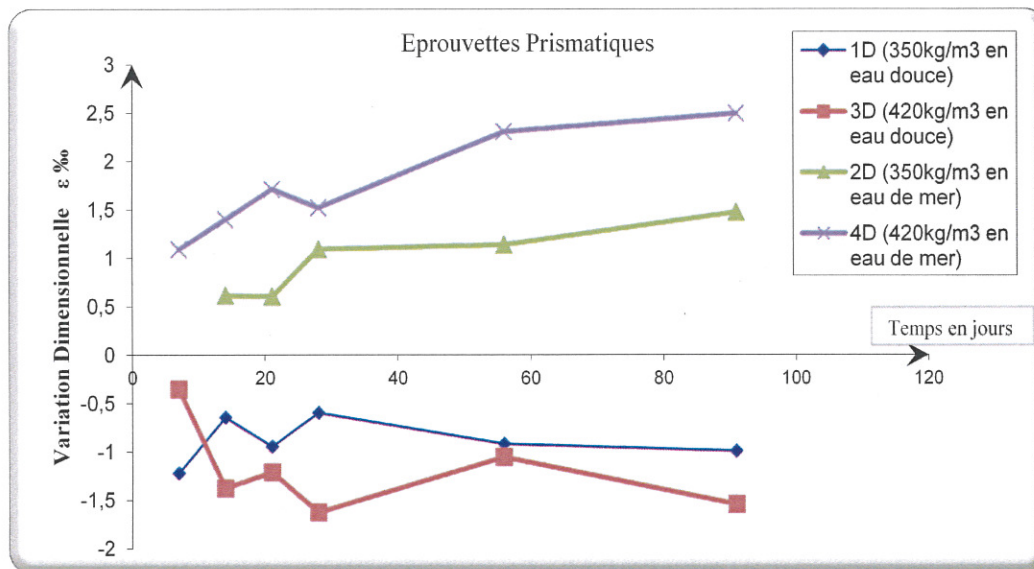 Eprouvettes Prismatiques
Variation Dimensionnelle ε ‰
3
2,5
2
1,5
1
0,5
0
-0,5
-1
-1,5
-2
0
20
40
60
80
100
120
Temps en jours
1D (350kg/m3 en
eau douce)
3D (420kg/m3 en
eau douce)
2D (350kg/m3 en
eau de mer)
4D (420kg/m3 en
eau de mer)